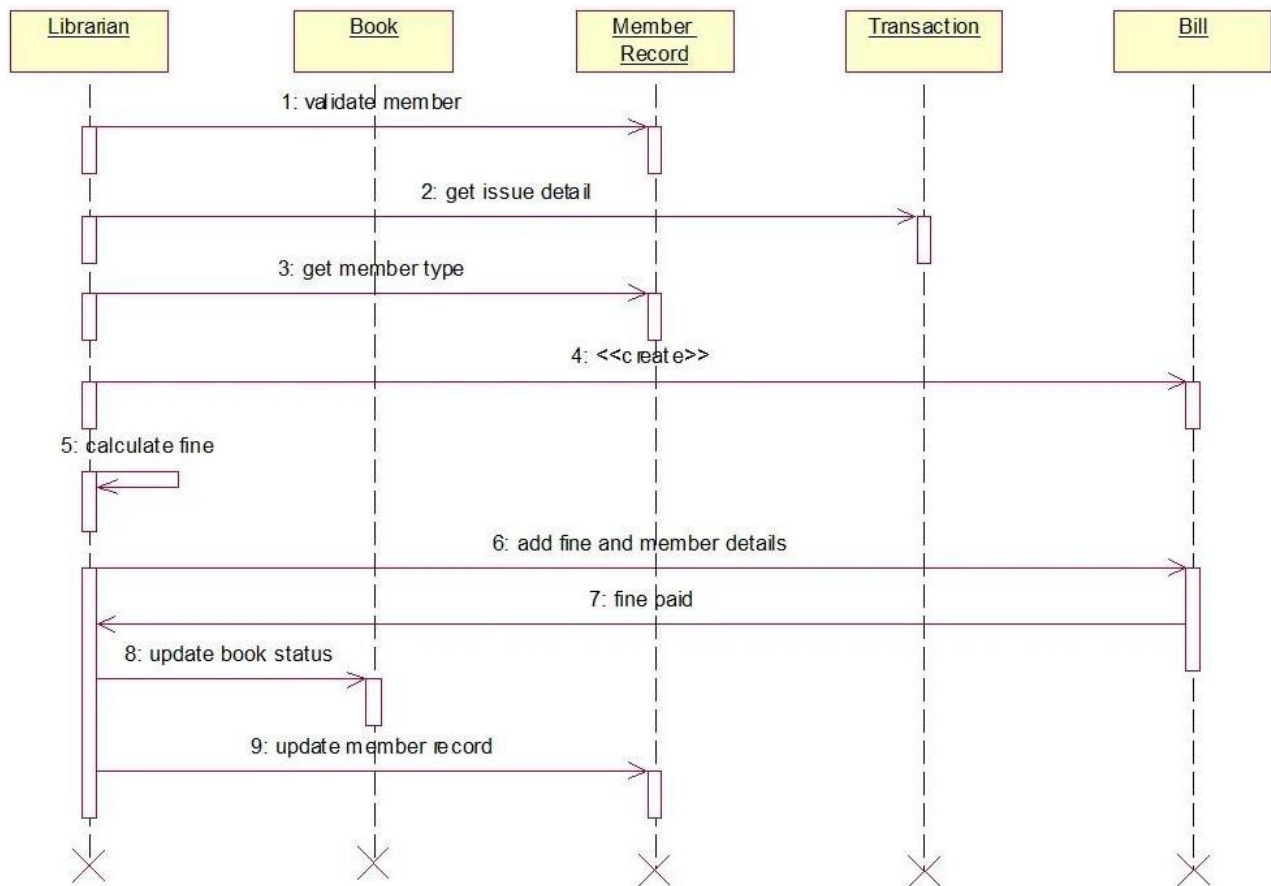 Librarian
Book
Member
Record
Transaction
Bill
1: validate member
2: get issue detail
3: get member type
4: <<create>>
5: calculate fine
6: add fine and member details
7: fine paid
8: update book status
9: update member record